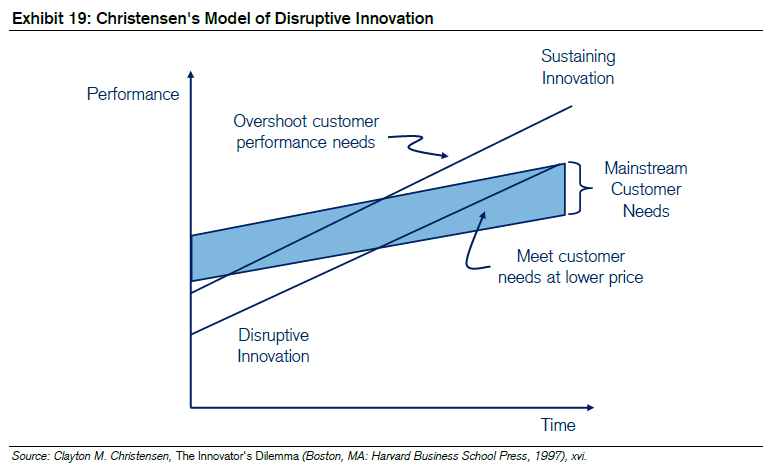 Exhibit 19: Christensen's Model of Disruptive Innovation
Sustaining
Innovation
Performance
Overshoot customer
performance needs
Mainstream
Customer
Needs
Meet customer
needs at lower price
Disruptive
Innovation
Time
Source: Clayton M. Christensen, The Innovator's Dilemma (Boston, MA: Harvard Business School Press, 1997), xvi.